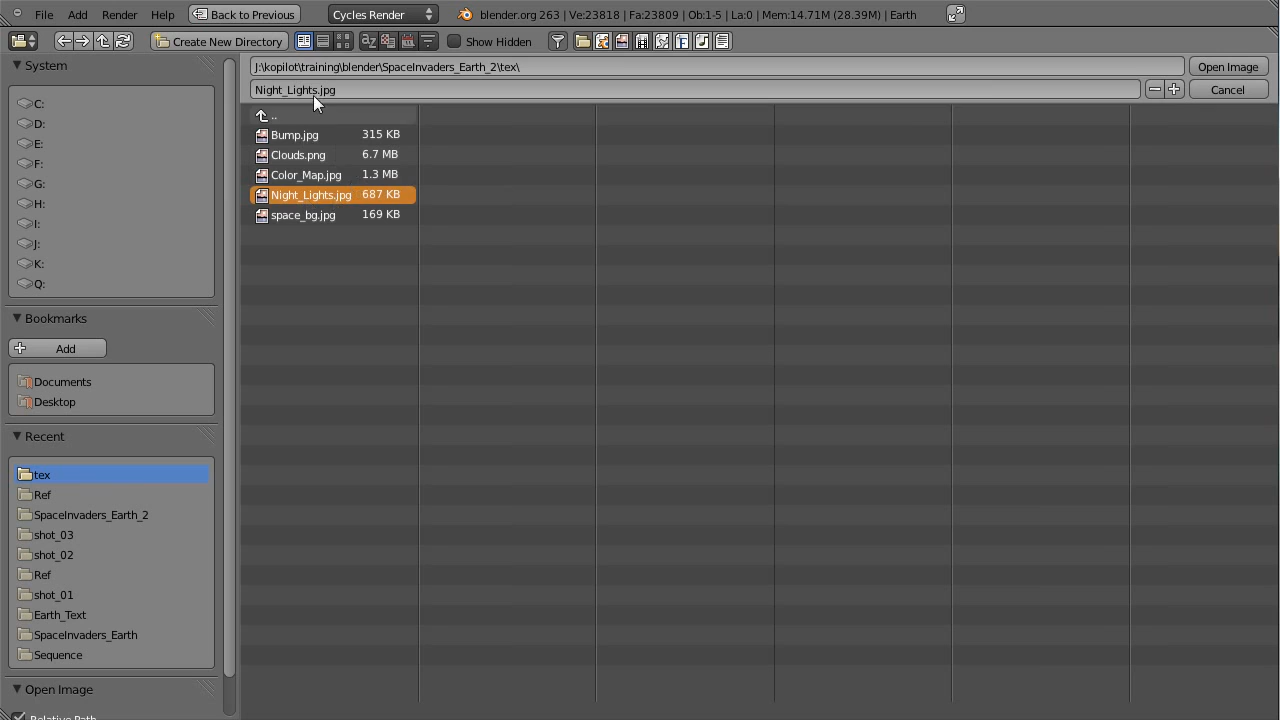 File Add Render Help Back to Previous Cycles Render blender.org 263 | Ve:23818 | Fa:23809 | Ob:1-5 | La:0 | Mem:14.71M (28.39M) | Earth
Create New Directory Show Hidden
System
C:
D:
E:
F:
G:
H:
I:
J:
K:
Q:
Bookmarks
Add
Documents
Desktop
Recent
tex
Ref
SpaceInvaders_Earth_2
shot_03
shot_02
Ref
shot_01
Earth_Text
SpaceInvaders_Earth
Sequence
Open Image
Relative Path
J:\kopilot\training\blender\SpaceInvaders_Earth_2\tex\ Open Image
Night_Lights.jpg Cancel
..
Bump.jpg 315 KB
Clouds.png 6.7 MB
Color_Map.jpg 1.3 MB
Night_Lights.jpg 687 KB
space_bg.jpg 169 KB